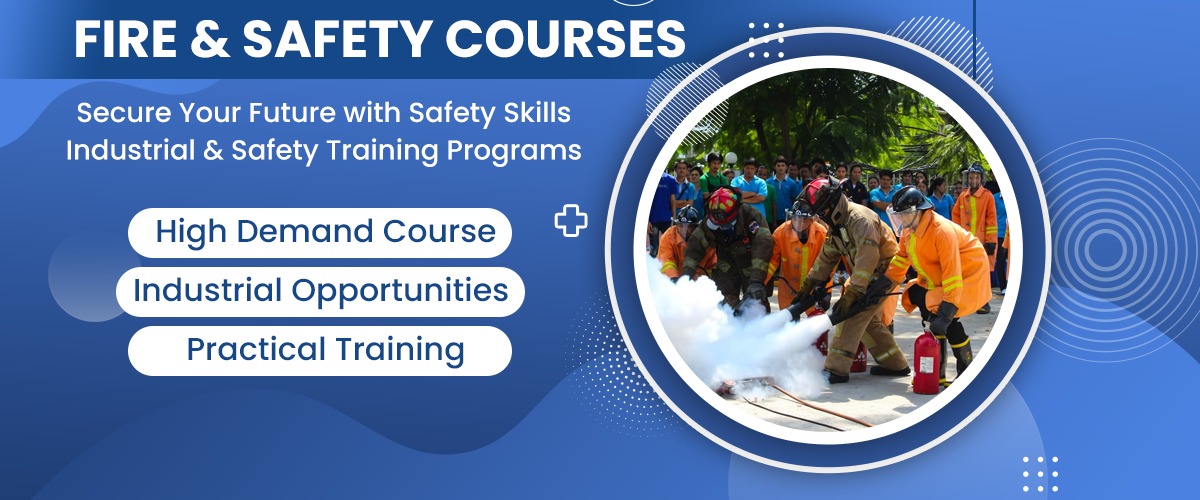 FIRE & SAFETY COURSES
Secure Your Future with Safety Skills
Industrial & Safety Training Programs
High Demand Course
Industrial Opportunities
Practical Training